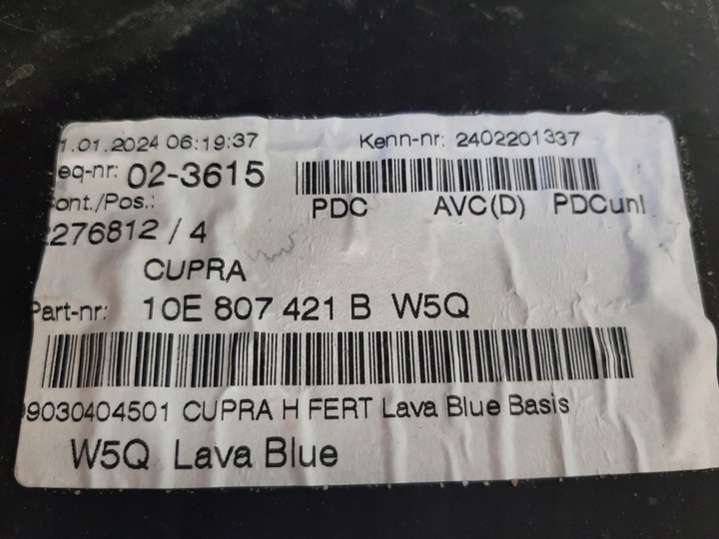 1.01.2024 06:19:37 Kenn-nr: 2402201337
eq-nr: 02-3615
ont./Pos.: PDC AVC(D) PDCunl
276812 / 4
CUPRA
Part-nr: 10E 807 421 B W5Q
9030404501 CUPRA H FERT Lava Blue Basis
W5Q Lava Blue